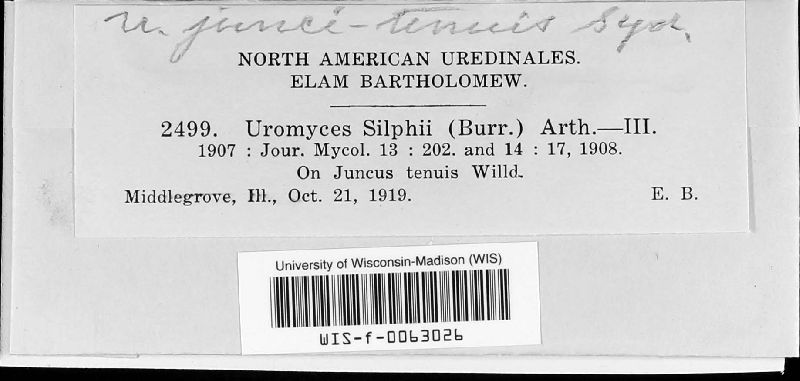 U. junci-tenuis Syd.
NORTH AMERICAN UREDINALES.
ELAM BARTHOLOMEW.
2499. Uromyces Silphii (Burr.) Arth.—III.
1907 : Jour. Mycol. 13 : 202. and 14 : 17, 1908.
On Juncus tenuis Willd.
Middlegrove, Ill., Oct. 21, 1919. E. B.
University of Wisconsin-Madison (WIS)
WIS-f-0063026